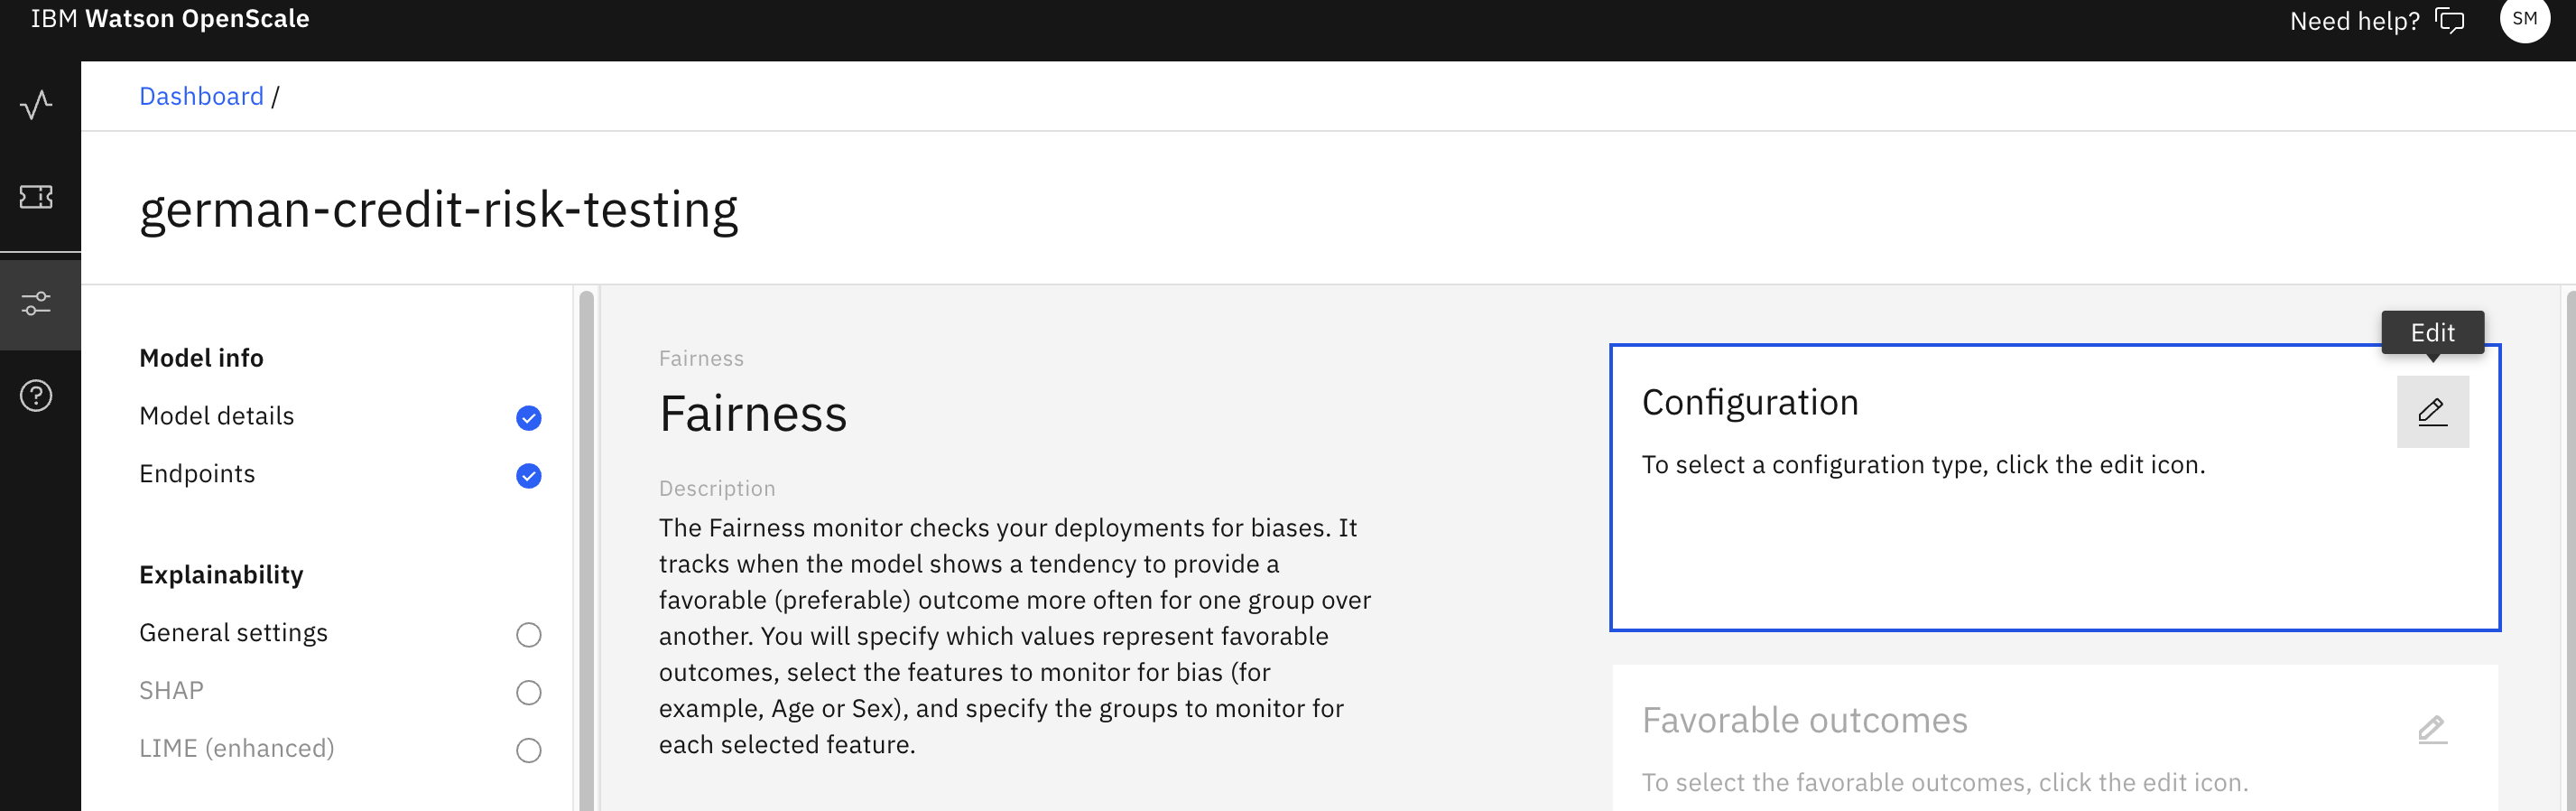 IBM Watson OpenScale
Need help?
SM
Dashboard /
german-credit-risk-testing
Model info
Model details
Endpoints
Explainability
General settings
SHAP
LIME (enhanced)
Fairness
Fairness
Description
The Fairness monitor checks your deployments for biases. It
tracks when the model shows a tendency to provide a
favorable (preferable) outcome more often for one group over
another. You will specify which values represent favorable
outcomes, select the features to monitor for bias (for
example, Age or Sex), and specify the groups to monitor for
each selected feature.
Edit
Configuration
To select a configuration type, click the edit icon.
Favorable outcomes
To select the favorable outcomes, click the edit icon.